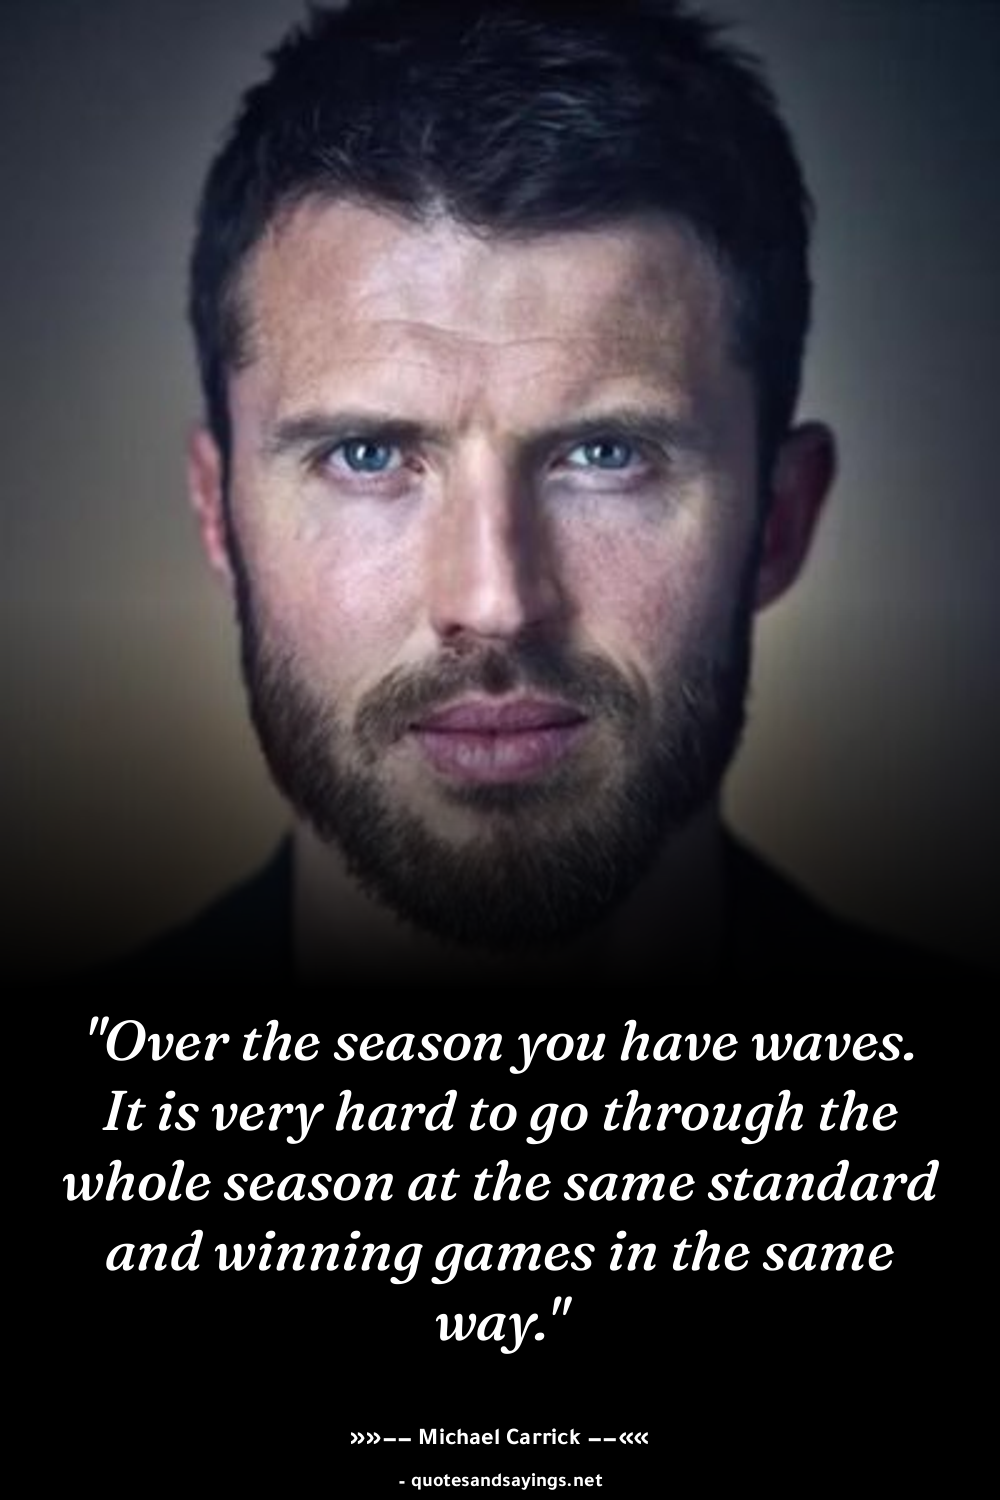 "Over the season you have waves.
It is very hard to go through the
whole season at the same standard
and winning games in the same
way."
»»–– Michael Carrick ––««
- quotesandsayings.net